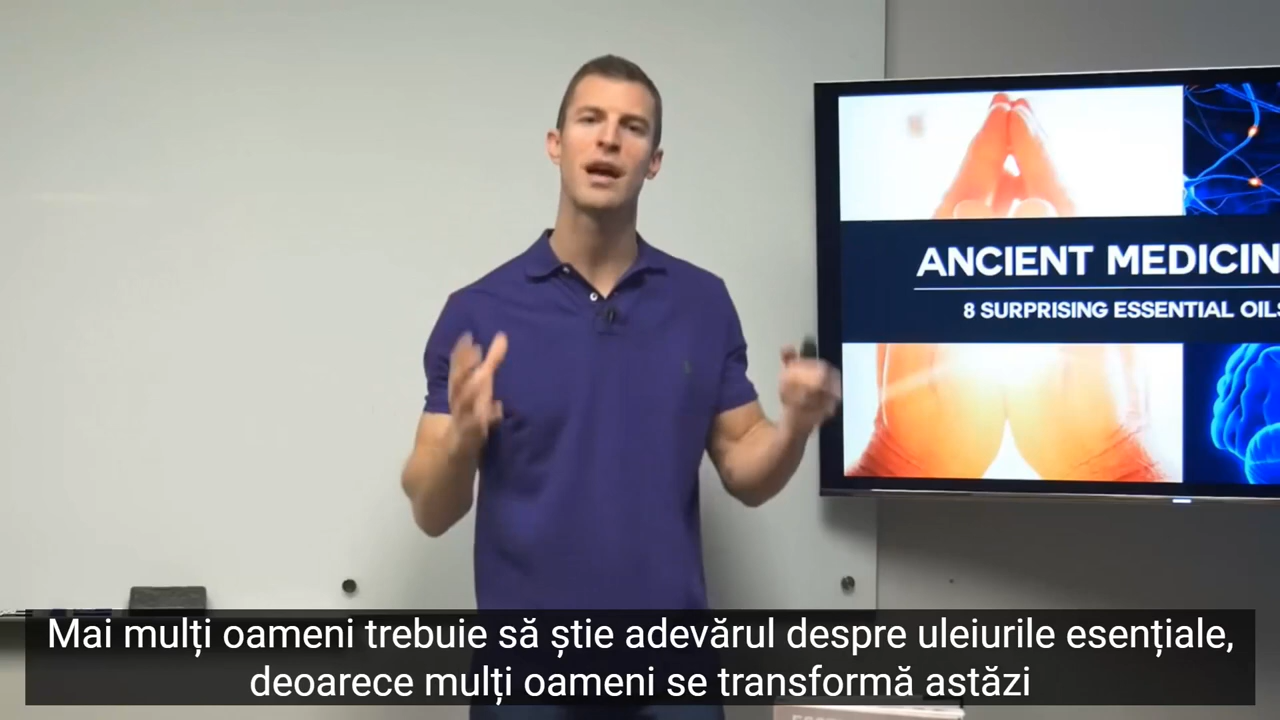 ANCIENT MEDICIN
8 SURPRISING ESSENTIAL OILS
Mai mulți oameni trebuie să știe adevărul despre uleiurile esențiale,
deoarece mulți oameni se transformă astăzi